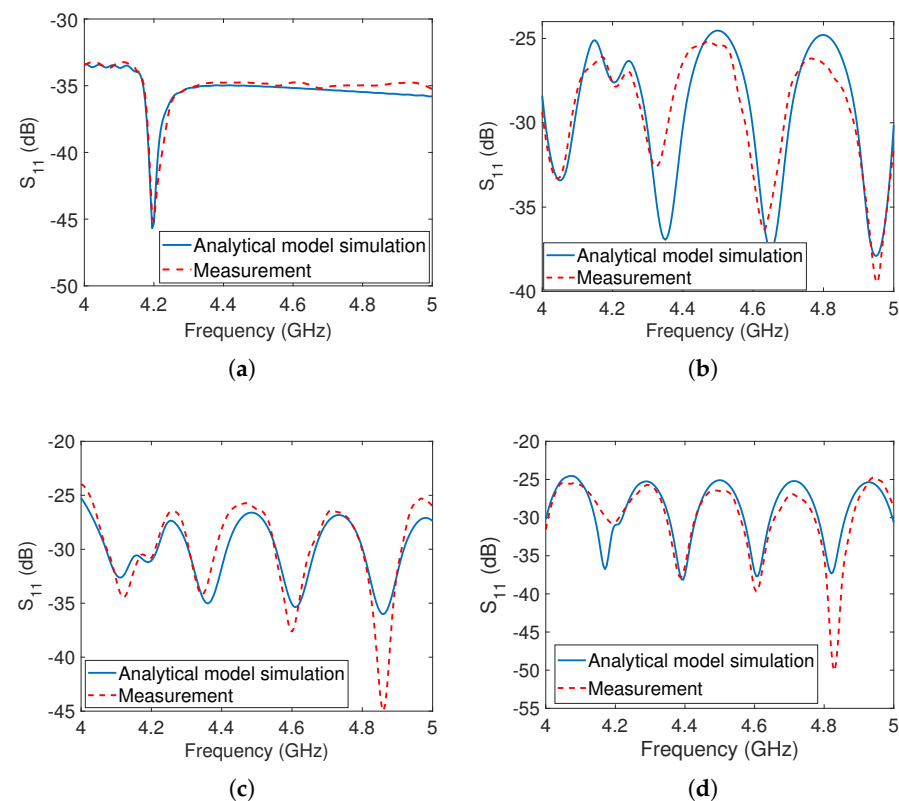 -30
-35
-40
-45
-50
S11 (dB)
4 4.2 4.4 4.6 4.8 5
Frequency (GHz)
Analytical model simulation
Measurement
(a)
-25
-30
-35
-40
S11 (dB)
4 4.2 4.4 4.6 4.8 5
Frequency (GHz)
Analytical model simulation
Measurement
(b)
-20
-25
-30
-35
-40
-45
S11 (dB)
4 4.2 4.4 4.6 4.8 5
Frequency (GHz)
Analytical model simulation
Measurement
(c)
-20
-25
-30
-35
-40
-45
-50
-55
S11 (dB)
4 4.2 4.4 4.6 4.8 5
Frequency (GHz)
Analytical model simulation
Measurement
(d)